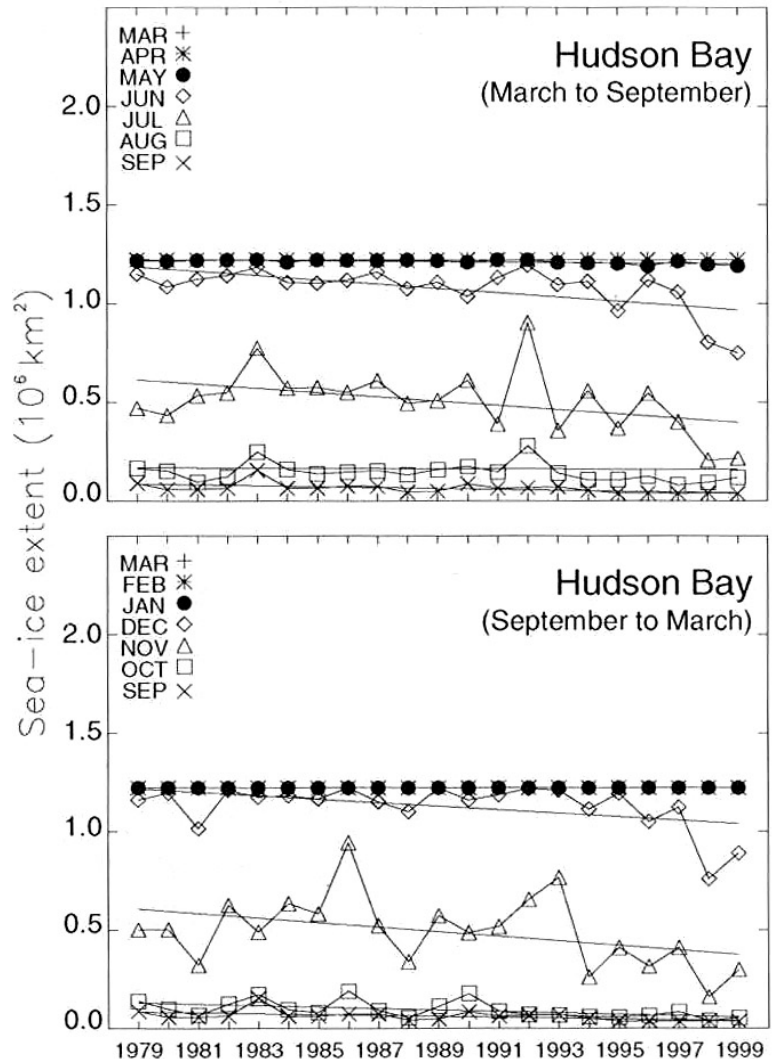 MAR +
APR ✳
MAY ●
JUN ◇
JUL △
AUG □
SEP ×
Hudson Bay
(March to September)
2.0
1.5
1.0
0.5
0.0
Sea-ice extent (10⁶ km²)
MAR +
FEB ✳
JAN ●
DEC ◇
NOV △
OCT □
SEP ×
Hudson Bay
(September to March)
2.0
1.5
1.0
0.5
0.0
1979 1981 1983 1985 1987 1989 1991 1993 1995 1997 1999